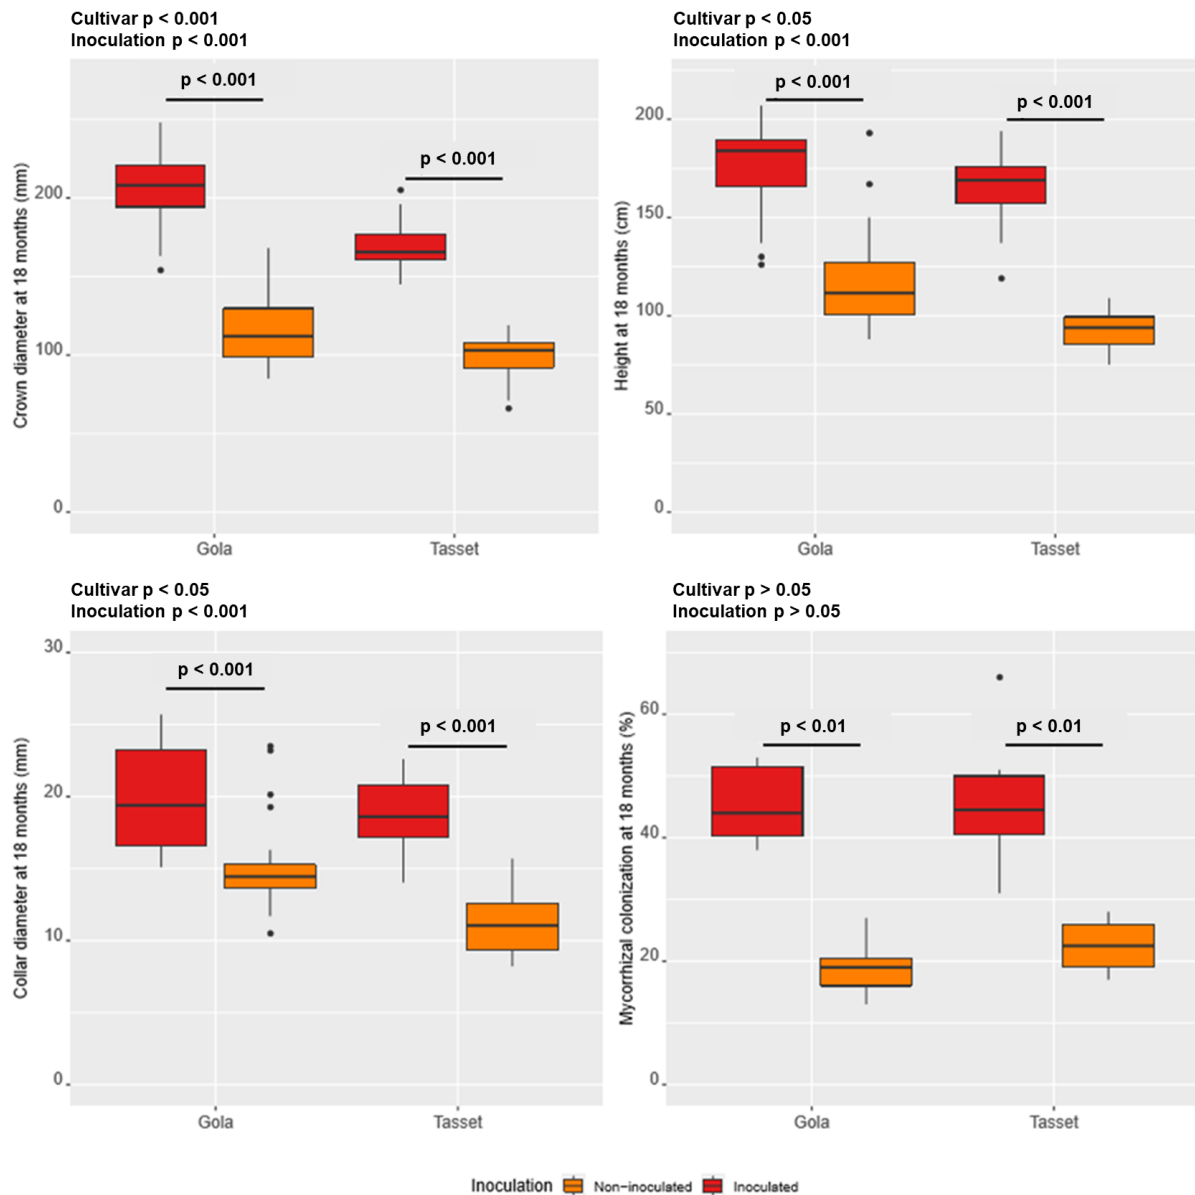 Cultivar p < 0.001
Inoculation p < 0.001
p < 0.001
p < 0.001
Crown diameter at 18 months (mm)
200
100
0
Gola
Tasset
Cultivar p < 0.05
Inoculation p < 0.001
p < 0.001
p < 0.001
Height at 18 months (cm)
200
150
100
50
0
Gola
Tasset
Cultivar p < 0.05
Inoculation p < 0.001
p < 0.001
p < 0.001
Collar diameter at 18 months (mm)
30
20
10
0
Gola
Tasset
Cultivar p > 0.05
Inoculation p > 0.05
p < 0.01
p < 0.01
Mycorrhizal colonization at 18 months (%)
60
40
20
0
Gola
Tasset
Inoculation Non-inoculated Inoculated